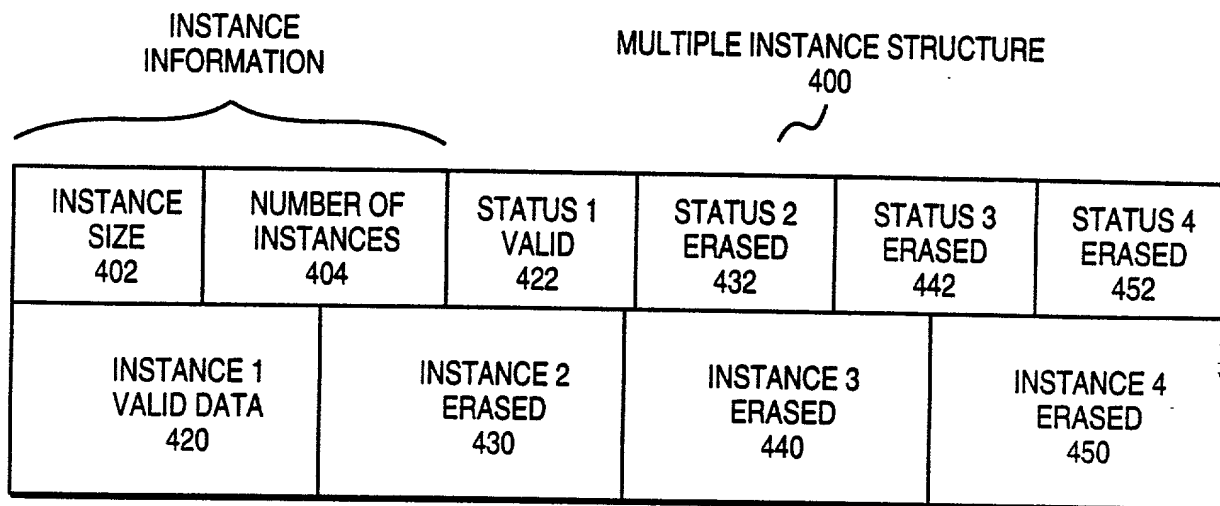 INSTANCE
INFORMATION
MULTIPLE INSTANCE STRUCTURE
400
INSTANCE
SIZE
402
NUMBER OF
INSTANCES
404
STATUS 1
VALID
422
STATUS 2
ERASED
432
STATUS 3
ERASED
442
STATUS 4
ERASED
452
INSTANCE 1
VALID DATA
420
INSTANCE 2
ERASED
430
INSTANCE 3
ERASED
440
INSTANCE 4
ERASED
450